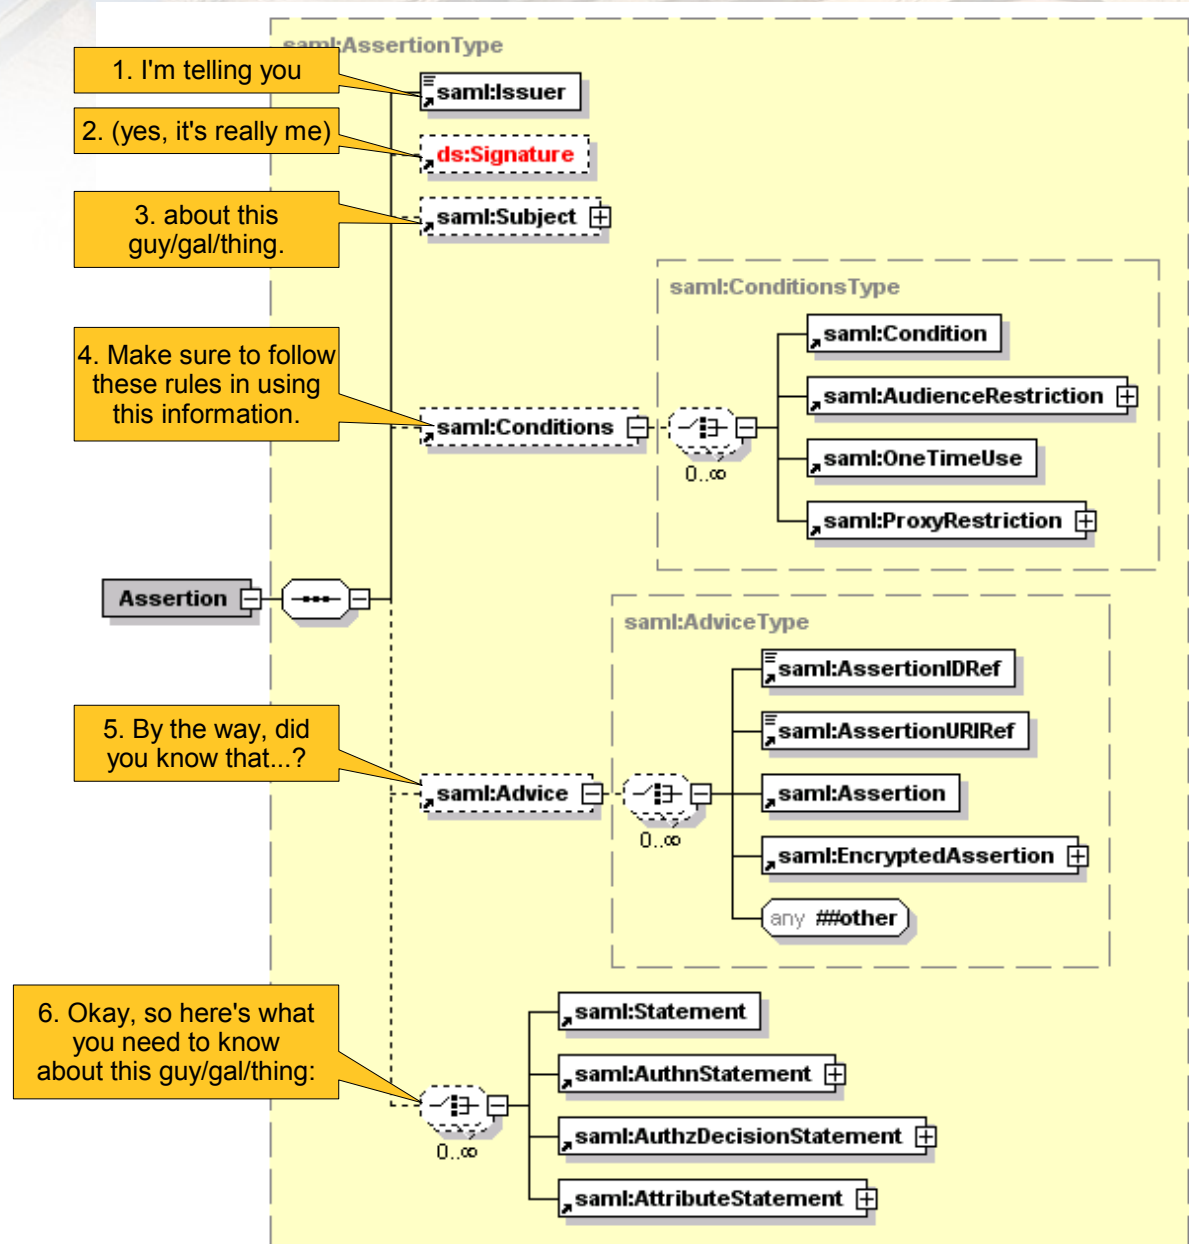 saml:AssertionType
1. I'm telling you
saml:Issuer
2. (yes, it's really me)
ds:Signature
3. about this
guy/gal/thing.
saml:Subject
saml:ConditionsType
4. Make sure to follow
these rules in using
this information.
saml:Conditions
0..∞
saml:Condition
saml:AudienceRestriction
saml:OneTimeUse
saml:ProxyRestriction
Assertion
saml:AdviceType
5. By the way, did
you know that...?
saml:Advice
0..∞
saml:AssertionIDRef
saml:AssertionURIRef
saml:Assertion
saml:EncryptedAssertion
any ##other
6. Okay, so here's what
you need to know
about this guy/gal/thing:
0..∞
saml:Statement
saml:AuthnStatement
saml:AuthzDecisionStatement
saml:AttributeStatement